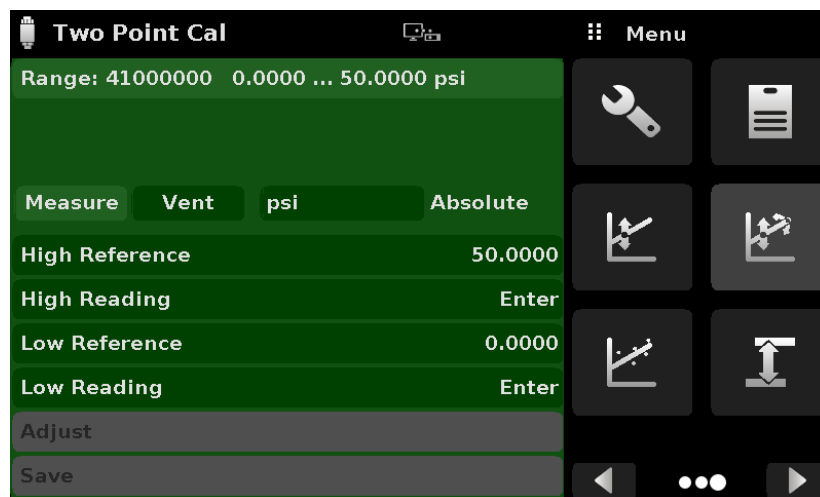 Two Point Cal
Menu
Range: 41000000 0.0000 ... 50.0000 psi
Measure Vent psi Absolute
High Reference 50.0000
High Reading Enter
Low Reference 0.0000
Low Reading Enter
Adjust
Save